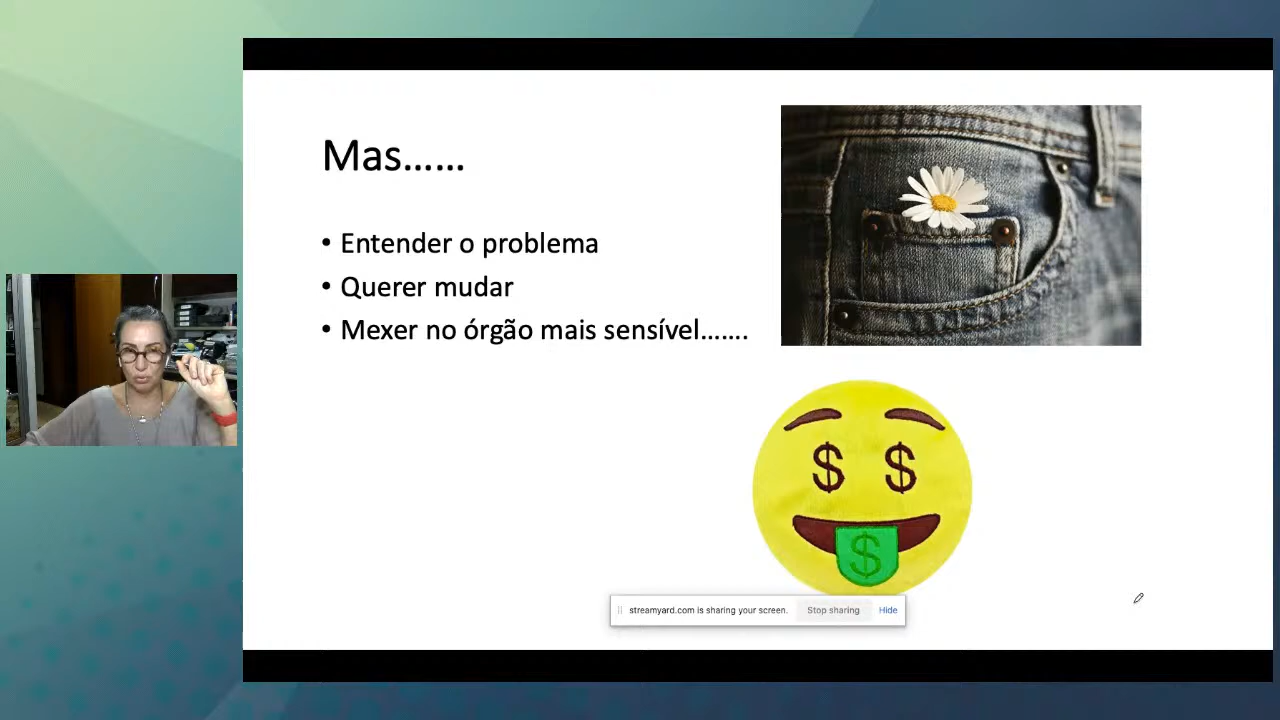 Mas......
• Entender o problema
• Querer mudar
• Mexer no órgão mais sensível.......
$ $
$
streamyard.com is sharing your screen. Stop sharing Hide